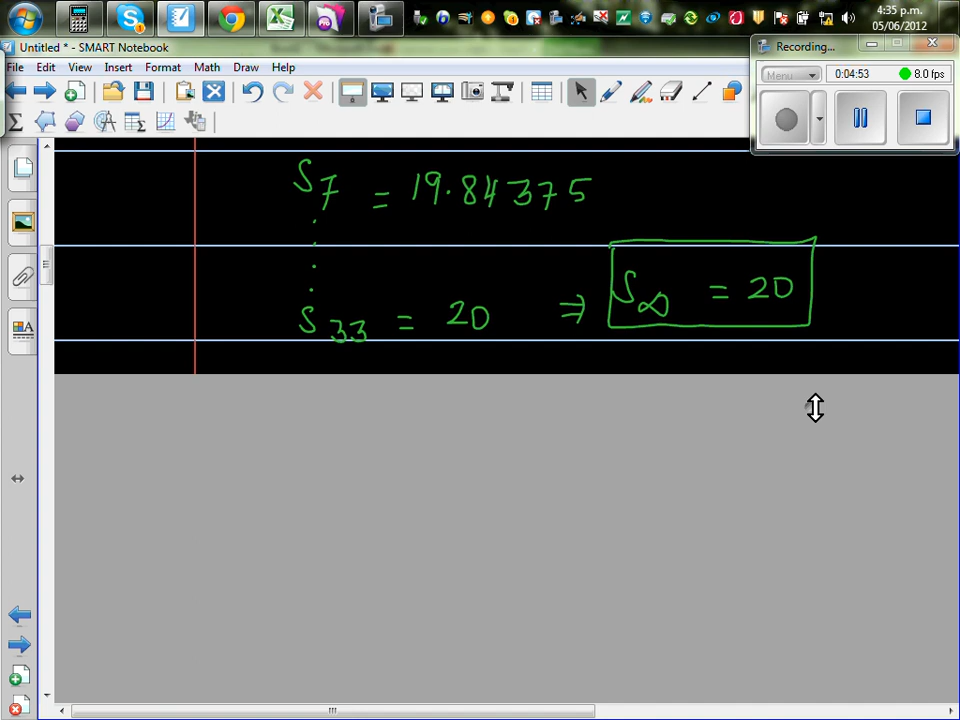 4:35 p.m.
05/06/2012
Untitled * - SMART Notebook
Recording...
File Edit View Insert Format Math Draw Help
Menu 0:04:53 8.0 fps
S7 = 19.84375
S33 = 20 ⇒ S∞ = 20